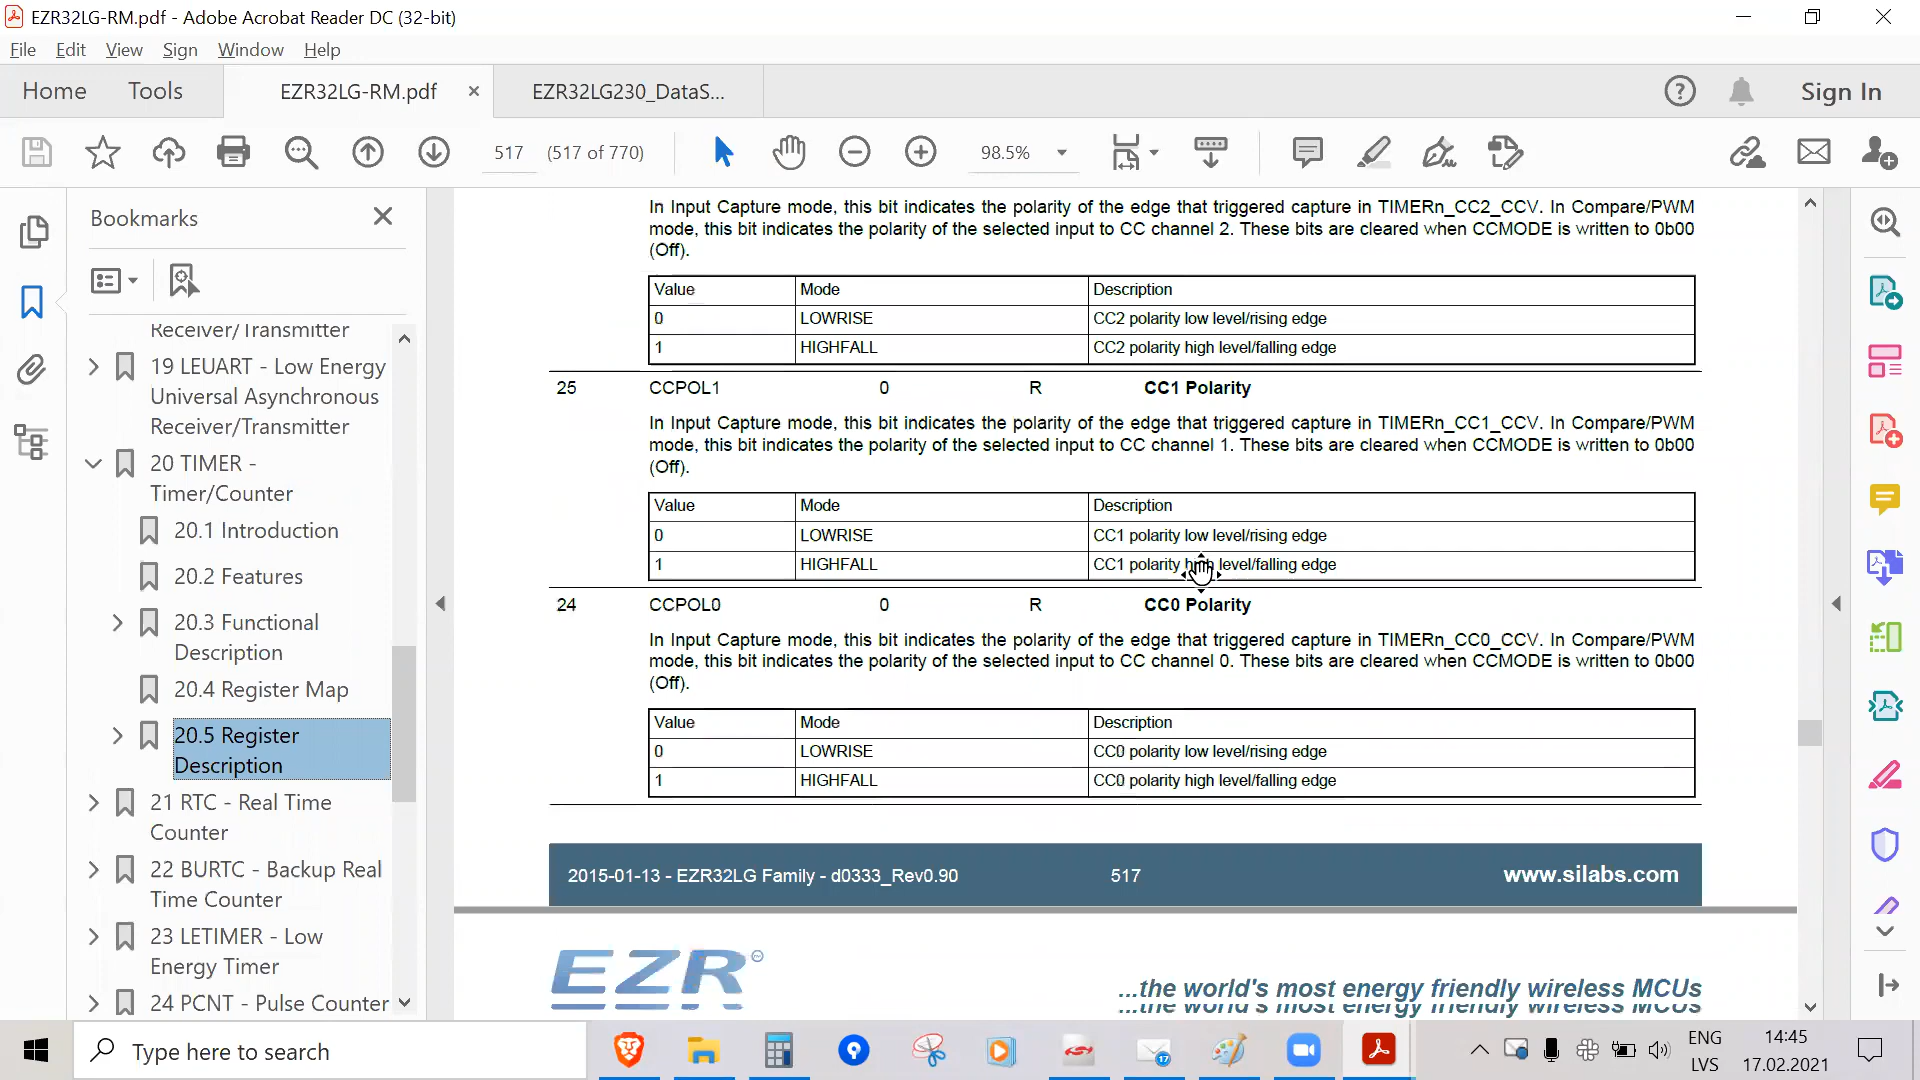 EZR32LG-RM.pdf - Adobe Acrobat Reader DC (32-bit)
File Edit View Sign Window Help
Home Tools EZR32LG-RM.pdf × EZR32LG230_DataS... Sign In
517 (517 of 770) 98.5%
Bookmarks
Receiver/Transmitter
19 LEUART - Low Energy
Universal Asynchronous
Receiver/Transmitter
20 TIMER -
Timer/Counter
20.1 Introduction
20.2 Features
20.3 Functional
Description
20.4 Register Map
20.5 Register
Description
21 RTC - Real Time
Counter
22 BURTC - Backup Real
Time Counter
23 LETIMER - Low
Energy Timer
24 PCNT - Pulse Counter
In Input Capture mode, this bit indicates the polarity of the edge that triggered capture in TIMERn_CC2_CCV. In Compare/PWM
mode, this bit indicates the polarity of the selected input to CC channel 2. These bits are cleared when CCMODE is written to 0b00
(Off).
Value Mode Description
0 LOWRISE CC2 polarity low level/rising edge
1 HIGHFALL CC2 polarity high level/falling edge
25 CCPOL1 0 R CC1 Polarity
In Input Capture mode, this bit indicates the polarity of the edge that triggered capture in TIMERn_CC1_CCV. In Compare/PWM
mode, this bit indicates the polarity of the selected input to CC channel 1. These bits are cleared when CCMODE is written to 0b00
(Off).
Value Mode Description
0 LOWRISE CC1 polarity low level/rising edge
1 HIGHFALL CC1 polarity high level/falling edge
24 CCPOL0 0 R CC0 Polarity
In Input Capture mode, this bit indicates the polarity of the edge that triggered capture in TIMERn_CC0_CCV. In Compare/PWM
mode, this bit indicates the polarity of the selected input to CC channel 0. These bits are cleared when CCMODE is written to 0b00
(Off).
Value Mode Description
0 LOWRISE CC0 polarity low level/rising edge
1 HIGHFALL CC0 polarity high level/falling edge
2015-01-13 - EZR32LG Family - d0333_Rev0.90 517 www.silabs.com
EZR
...the world's most energy friendly wireless MCUs
...the world's most energy friendly wireless MCUs
Type here to search
17
ENG
LVS
14:45
17.02.2021